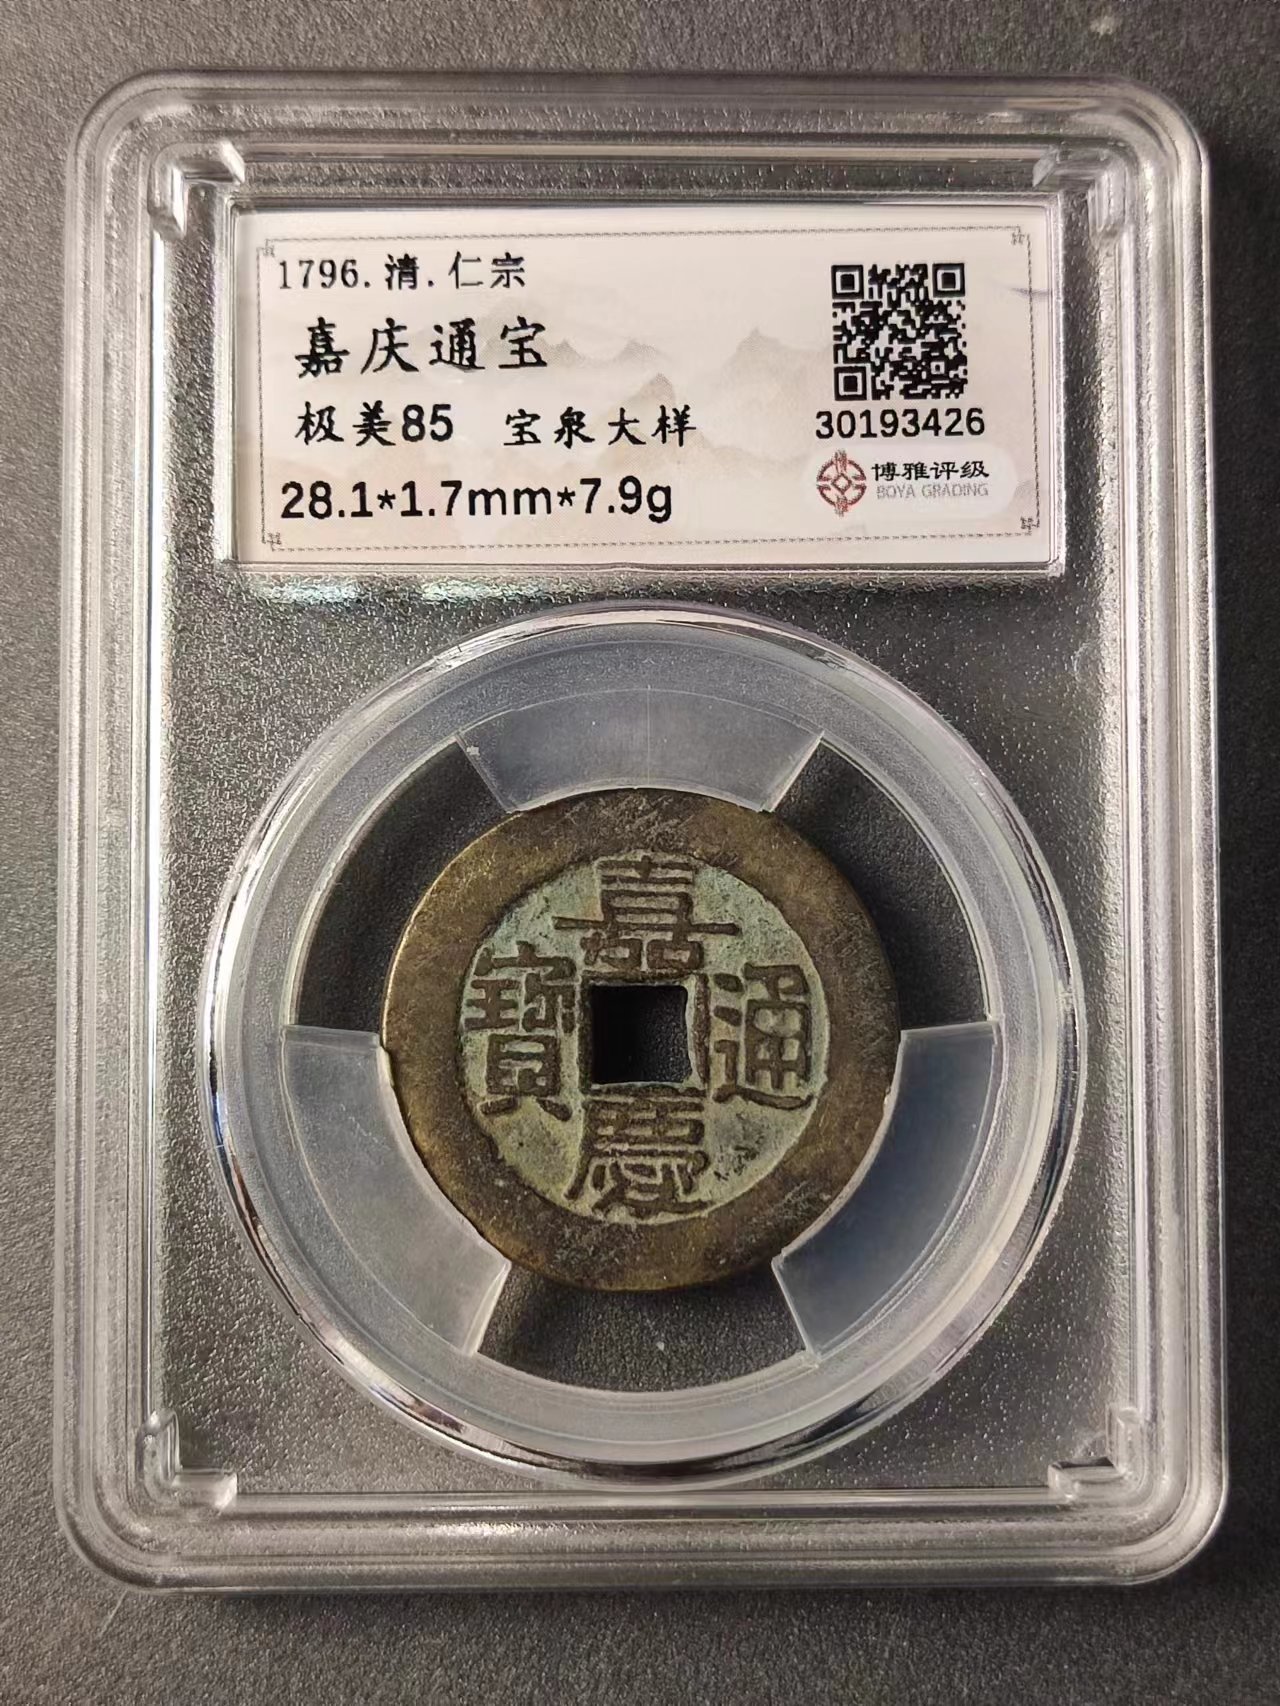 1796.清.仁宗
嘉庆通宝
极美85 宝泉大样
28.1*1.7mm*7.9g
30193426
博雅评级
BOYA GRADING
嘉
寶 通
慶